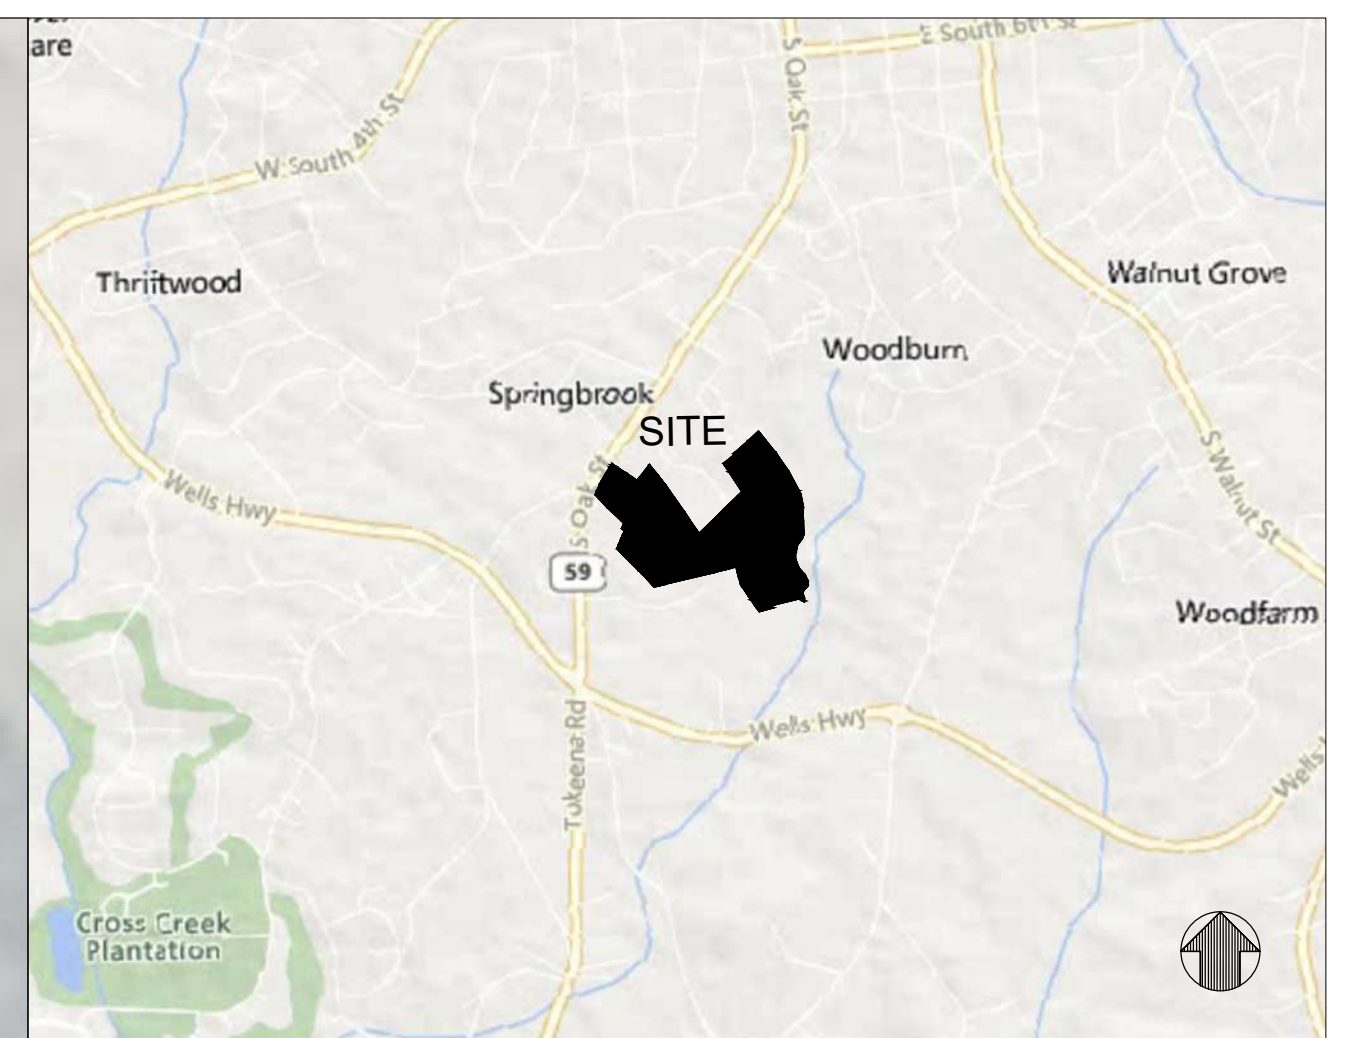 are
E South 6th St
S Oak St
W South 4th St
Thriftwood
Walnut Grove
Woodburn
Springbrook
SITE
S Oak St
S Walnut St
Wells Hwy
59
Woodfarm
Wells Hwy
Tokeena Rd
Wells
Cross Creek
Plantation